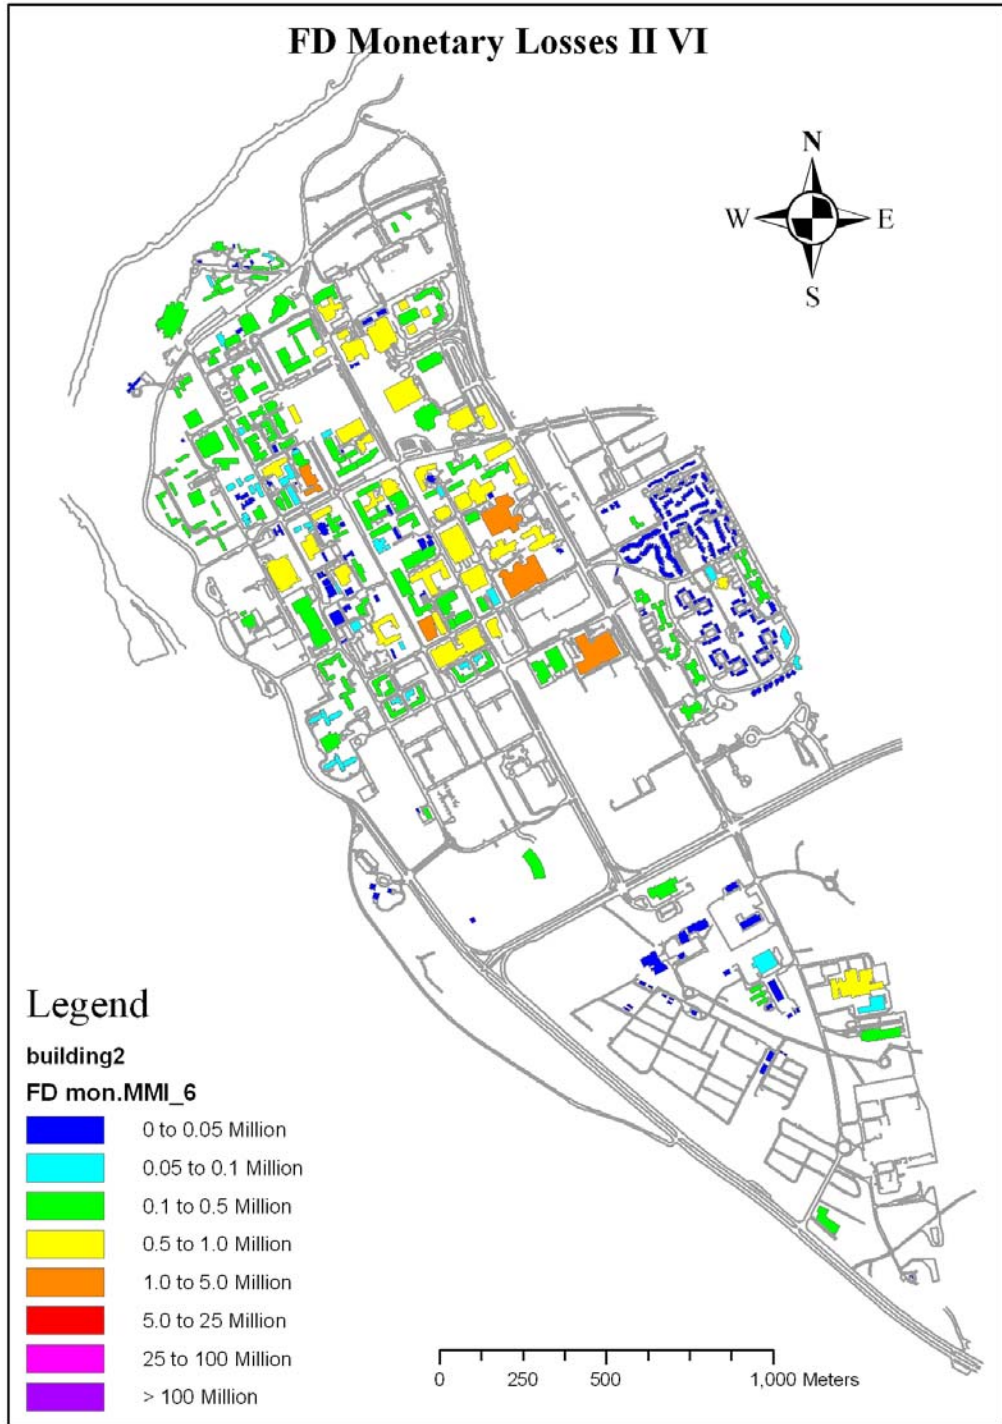 FD Monetary Losses II VI
N
W E
S
Legend
building2
FD mon.MMI_6
0 to 0.05 Million
0.05 to 0.1 Million
0.1 to 0.5 Million
0.5 to 1.0 Million
1.0 to 5.0 Million
5.0 to 25 Million
25 to 100 Million
> 100 Million
0 250 500 1,000 Meters